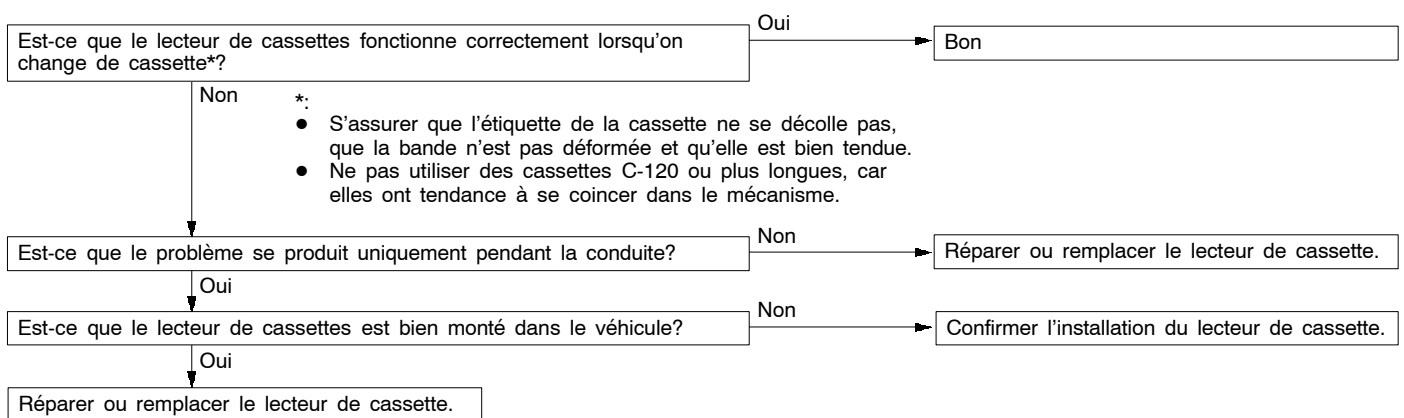 Est-ce que le lecteur de cassettes fonctionne correctement lorsqu'on
change de cassette*?
Oui
Bon
Non
*:
● S'assurer que l'étiquette de la cassette ne se décolle pas,
que la bande n'est pas déformée et qu'elle est bien tendue.
● Ne pas utiliser des cassettes C-120 ou plus longues, car
elles ont tendance à se coincer dans le mécanisme.
Est-ce que le problème se produit uniquement pendant la conduite?
Non
Réparer ou remplacer le lecteur de cassette.
Oui
Est-ce que le lecteur de cassettes est bien monté dans le véhicule?
Non
Confirmer l'installation du lecteur de cassette.
Oui
Réparer ou remplacer le lecteur de cassette.